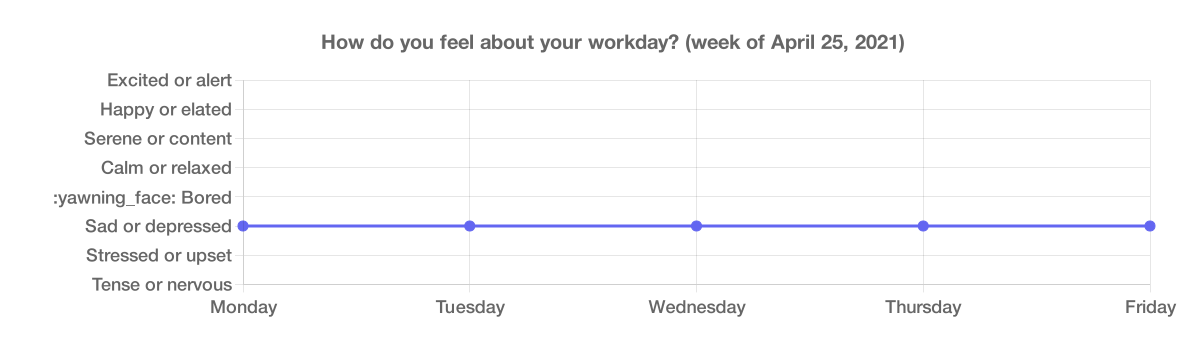 How do you feel about your workday? (week of April 25, 2021)
Excited or alert
Happy or elated
Serene or content
Calm or relaxed
:yawning_face: Bored
Sad or depressed
Stressed or upset
Tense or nervous
Monday Tuesday Wednesday Thursday Friday